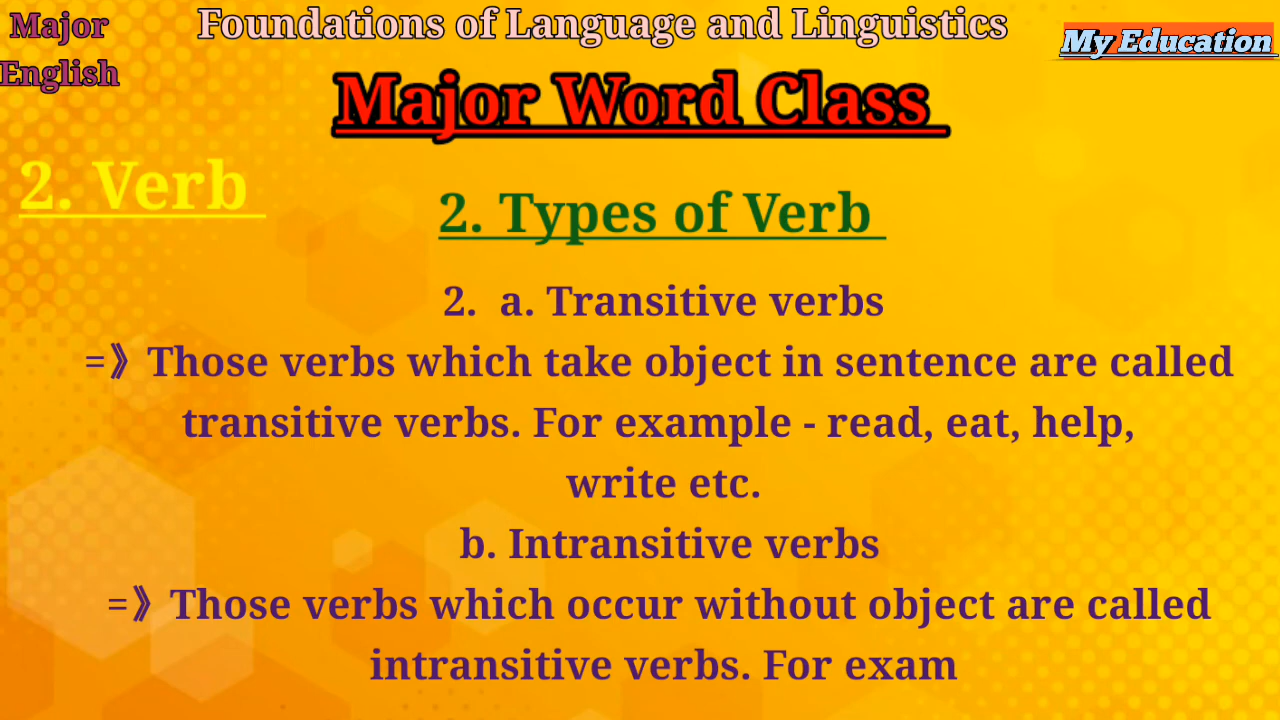 Major
English
Foundations of Language and Linguistics
My Education
Major Word Class
2. Verb
2. Types of Verb
2. a. Transitive verbs
=》Those verbs which take object in sentence are called
transitive verbs. For example - read, eat, help,
write etc.
b. Intransitive verbs
=》Those verbs which occur without object are called
intransitive verbs. For exam